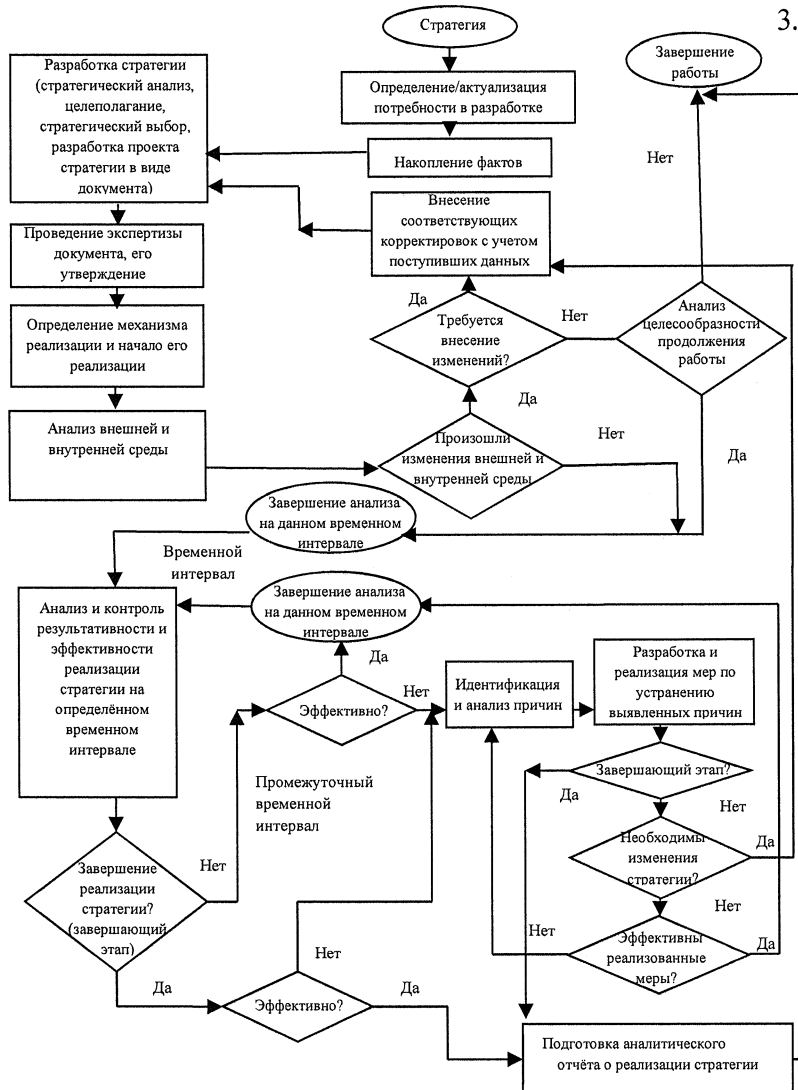 3.
Стратегия
Завершение
работы
Разработка стратегии
(стратегический анализ,
целеполагание,
стратегический выбор,
разработка проекта
стратегии в виде
документа)
Определение/актуализация
потребности в разработке
Накопление фактов
Нет
Внесение
соответствующих
корректировок с учетом
поступивших данных
Проведение экспертизы
документа, его
утверждение
Да
Нет
Определение механизма
реализации и начало его
реализации
Требуется
внесение
изменений?
Анализ
целесообразности
продолжения
работы
Да
Анализ внешней и
внутренней среды
Произошли
изменения внешней и
внутренней среды
Нет
Да
Завершение анализа
на данном временном
интервале
Временной
интервал
Завершение анализа
на данном временном
интервале
Анализ и контроль
результативности и
эффективности
реализации
стратегии на
определённом
временном
интервале
Да
Эффективно?
Нет
Идентификация
и анализ причин
Разработка и
реализация мер по
устранению
выявленных причин
Промежуточный
временной
интервал
Завершающий этап?
Да
Нет
Необходимы
изменения
стратегии?
Да
Завершение
реализации
стратегии?
(завершающий
этап)
Нет
Нет
Нет
Нет
Эффективны
реализованные
меры?
Да
Да
Эффективно?
Да
Подготовка аналитического
отчёта о реализации стратегии